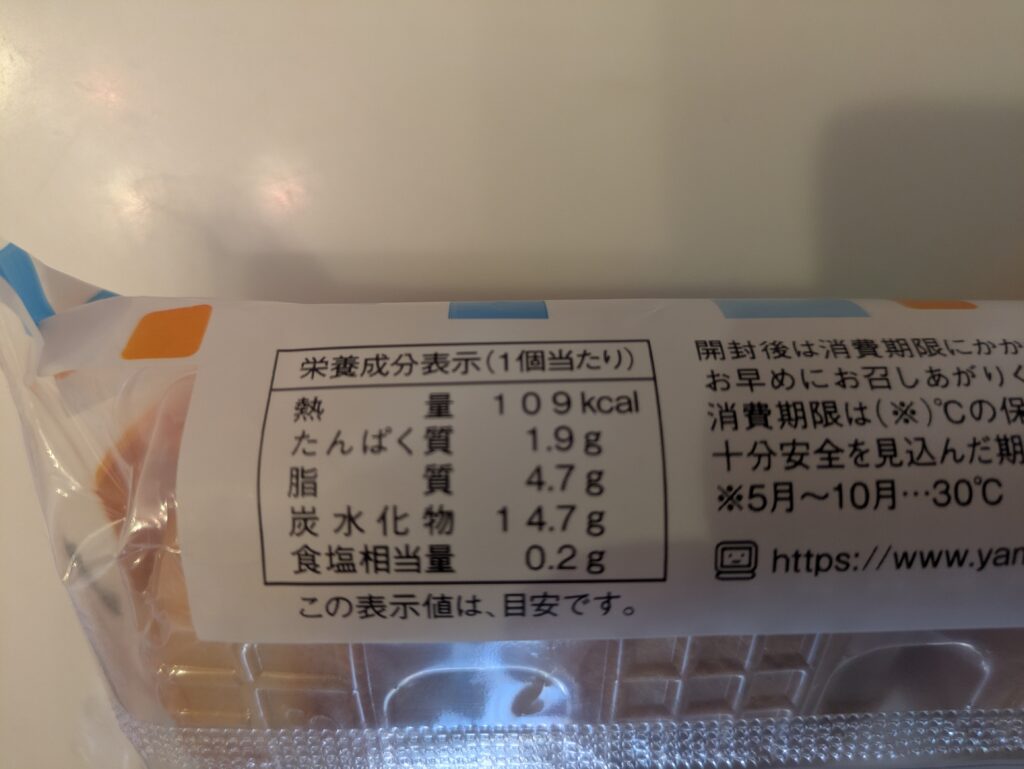 栄養成分表示(1個当たり)
熱量 109kcal
たんぱく質 1.9g
脂質 4.7g
炭水化物 14.7g
食塩相当量 0.2g
この表示値は、目安です。
開封後は消費期限にかか
お早めにお召しあがりく
消費期限は(※)℃の保
十分安全を見込んだ期
※5月～10月…30℃
https://www.yam